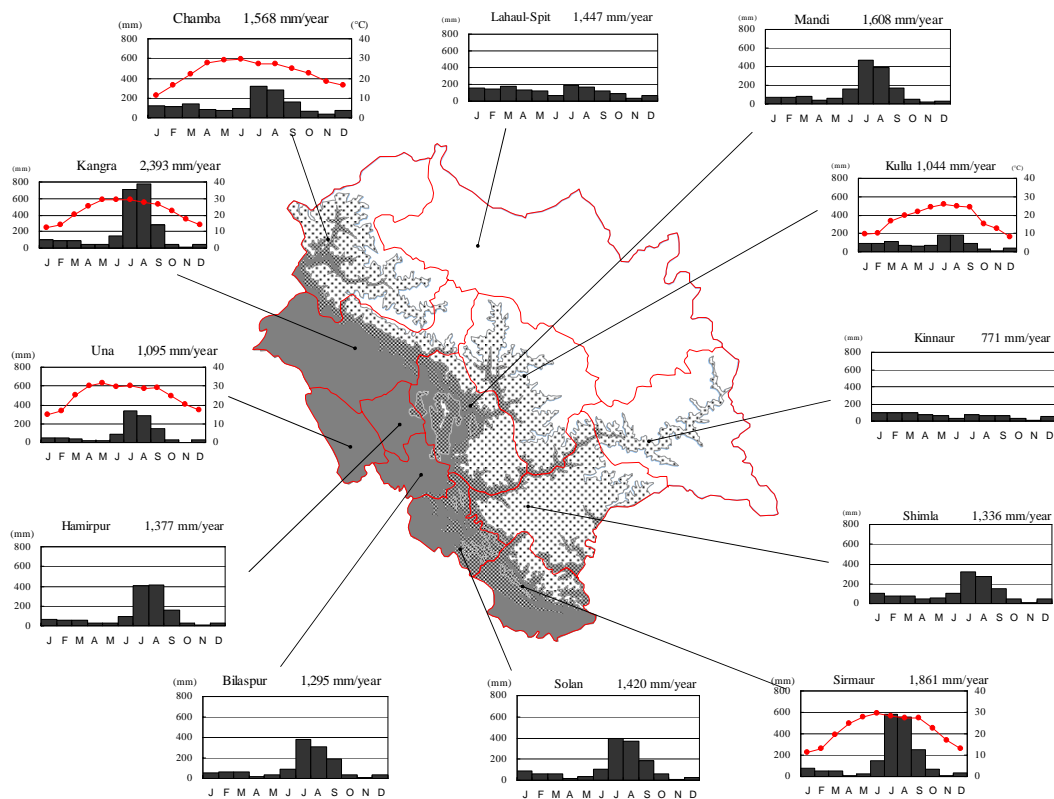 Chamba 1,568 mm/year
(mm) (°C)
800 40
600 30
400 20
200 10
0 0
J F M A M J J A S O N D
Lahaul-Spit 1,447 mm/year
(mm)
800
600
400
200
0
J F M A M J J A S O N D
Mandi 1,608 mm/year
(mm)
800
600
400
200
0
J F M A M J J A S O N D
Kangra 2,393 mm/year
(mm)
800 40
600 30
400 20
200 10
0 0
J F M A M J J A S O N D
Kullu 1,044 mm/year
(mm) (°C)
800 40
600 30
400 20
200 10
0 0
J F M A M J J A S O N D
Una 1,095 mm/year
(mm)
800 40
600 30
400 20
200 10
0 0
J F M A M J J A S O N D
Kinnaur 771 mm/year
(mm)
800
600
400
200
0
J F M A M J J A S O N D
Hamirpur 1,377 mm/year
(mm)
800
600
400
200
0
J F M A M J J A S O N D
Shimla 1,336 mm/year
(mm)
800
600
400
200
0
J F M A M J J A S O N D
Bilaspur 1,295 mm/year
(mm)
800
600
400
200
0
J F M A M J J A S O N D
Solan 1,420 mm/year
(mm)
800
600
400
200
0
J F M A M J J A S O N D
Sirmaur 1,861 mm/year
(mm)
800 40
600 30
400 20
200 10
0 0
J F M A M J J A S O N D